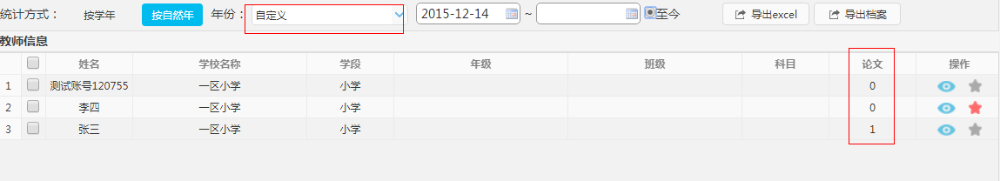 统计方式： 按学年 按自然年 年份： 自定义 2015-12-14 ~ 至今 导出excel 导出档案
教师信息
姓名 学校名称 学段 年级 班级 科目 论文 操作
1 测试账号120755 一区小学 小学 0
2 李四 一区小学 小学 0
3 张三 一区小学 小学 1